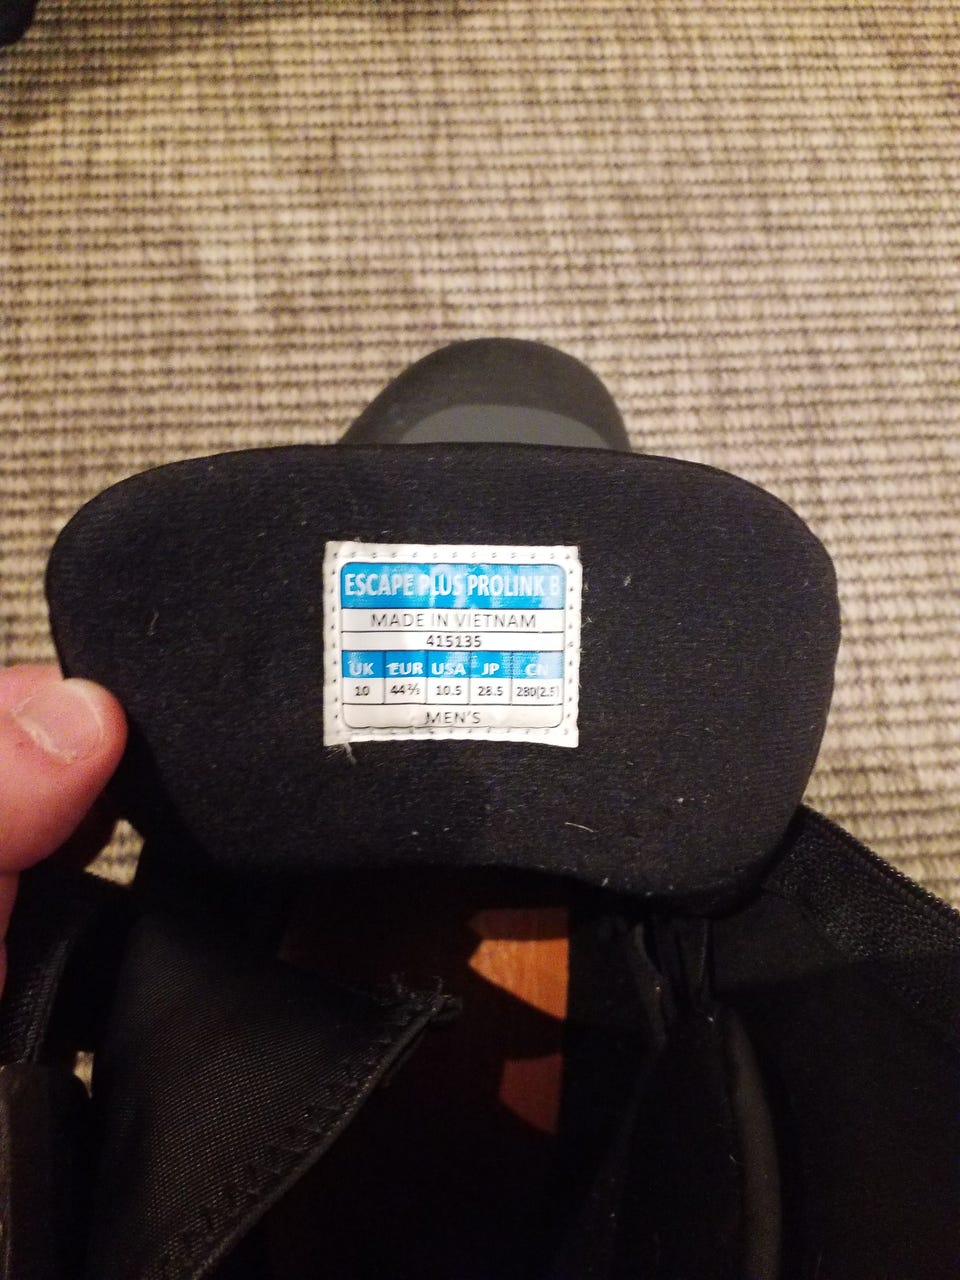 ESCAPE PLUS PROLINK B
MADE IN VIETNAM
415135
UK EUR USA JP CN
10 44⅔ 10.5 28.5 280(2.5)
MEN'S